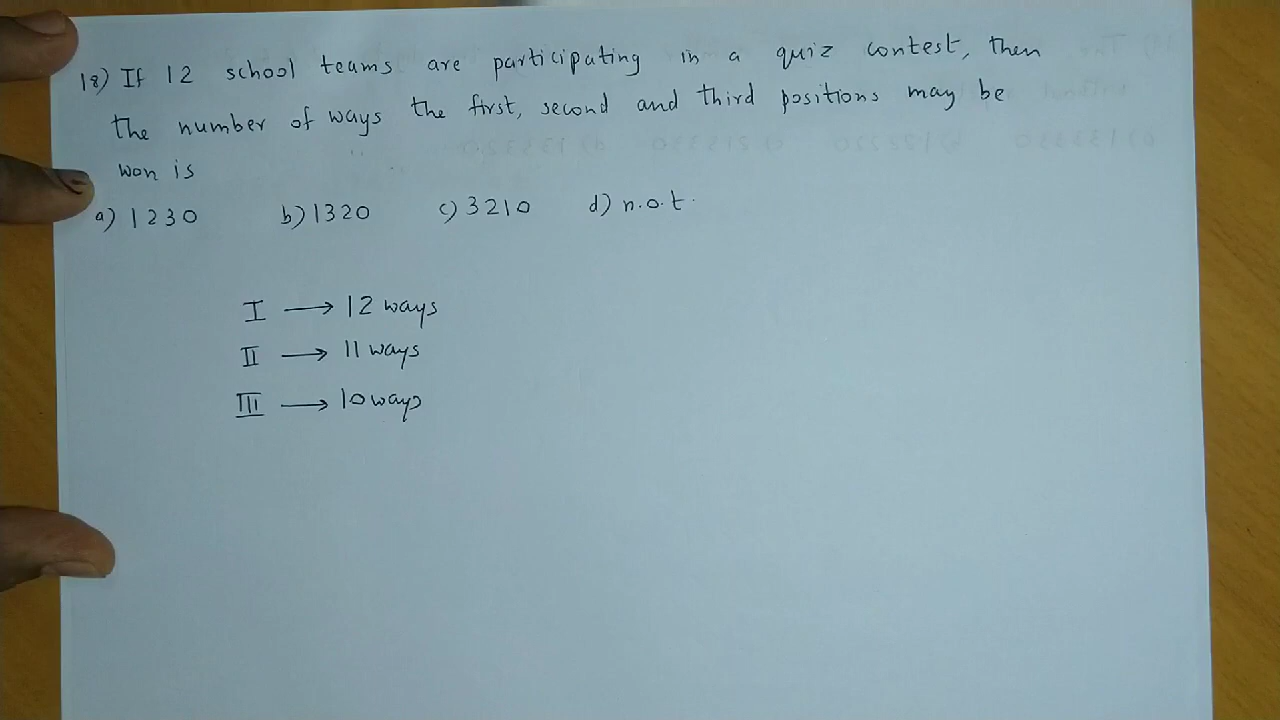 18) If 12 school teams are participating in a quiz contest, then
the number of ways the first, second and third positions may be
won is
a) 1230 b) 1320 c) 3210 d) n.o.t.
I → 12 ways
II → 11 ways
III → 10 ways